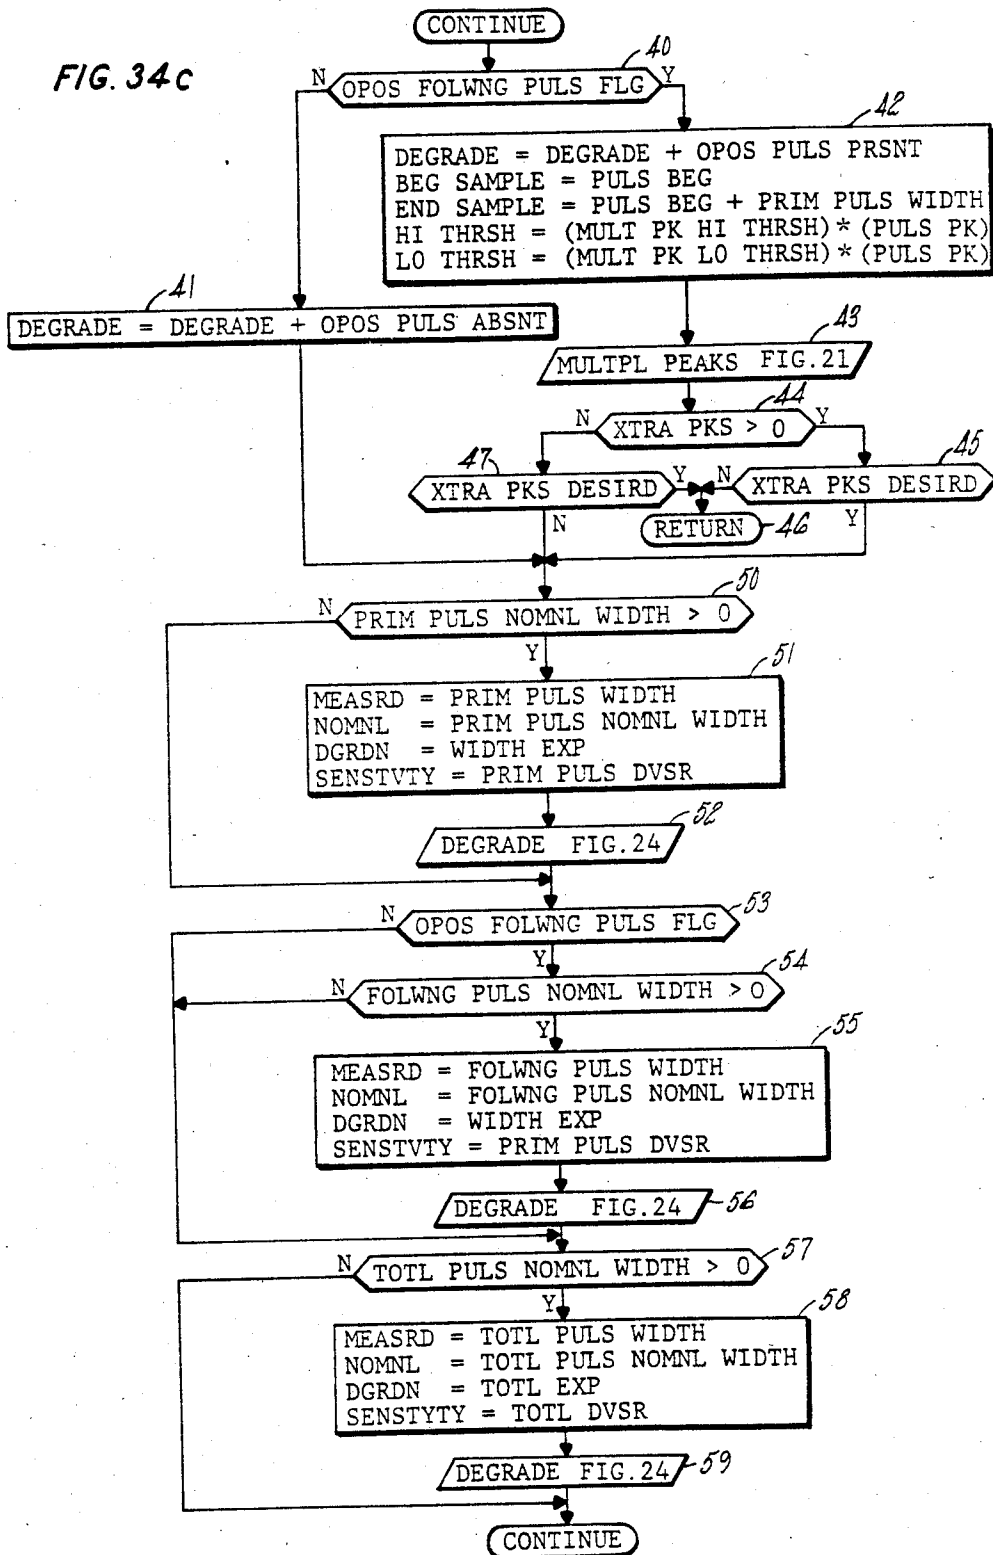 CONTINUE
FIG. 34c
40
N OPOS FOLWNG PULS FLG Y
42
DEGRADE = DEGRADE + OPOS PULS PRSNT
BEG SAMPLE = PULS BEG
END SAMPLE = PULS BEG + PRIM PULS WIDTH
HI THRSH = (MULT PK HI THRSH)*(PULS PK)
LO THRSH = (MULT PK LO THRSH)*(PULS PK)
41
DEGRADE = DEGRADE + OPOS PULS ABSNT
43
MULTPL PEAKS FIG.21
44
N XTRA PKS > 0 Y
47
XTRA PKS DESIRD Y
N
45
N XTRA PKS DESIRD
Y
RETURN 46
50
N PRIM PULS NOMNL WIDTH > 0
Y
51
MEASRD = PRIM PULS WIDTH
NOMNL = PRIM PULS NOMNL WIDTH
DGRDN = WIDTH EXP
SENSTVTY = PRIM PULS DVSR
52
DEGRADE FIG.24
53
N OPOS FOLWNG PULS FLG
Y
54
N FOLWNG PULS NOMNL WIDTH > 0
Y
55
MEASRD = FOLWNG PULS WIDTH
NOMNL = FOLWNG PULS NOMNL WIDTH
DGRDN = WIDTH EXP
SENSTVTY = PRIM PULS DVSR
DEGRADE FIG.24 56
57
N TOTL PULS NOMNL WIDTH > 0
Y
58
MEASRD = TOTL PULS WIDTH
NOMNL = TOTL PULS NOMNL WIDTH
DGRDN = TOTL EXP
SENSTYTY = TOTL DVSR
DEGRADE FIG.24 59
CONTINUE